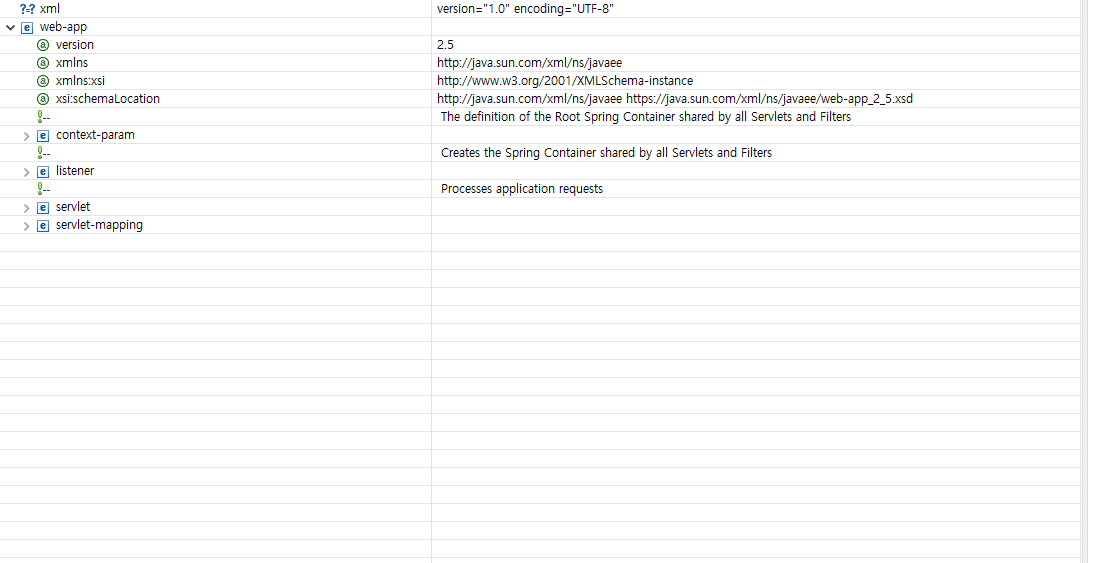 ?=? xml version="1.0" encoding="UTF-8"
e web-app
a version 2.5
a xmlns http://java.sun.com/xml/ns/javaee
a xmlns:xsi http://www.w3.org/2001/XMLSchema-instance
a xsi:schemaLocation http://java.sun.com/xml/ns/javaee https://java.sun.com/xml/ns/javaee/web-app_2_5.xsd
!-- The definition of the Root Spring Container shared by all Servlets and Filters
e context-param
!-- Creates the Spring Container shared by all Servlets and Filters
e listener
!-- Processes application requests
e servlet
e servlet-mapping